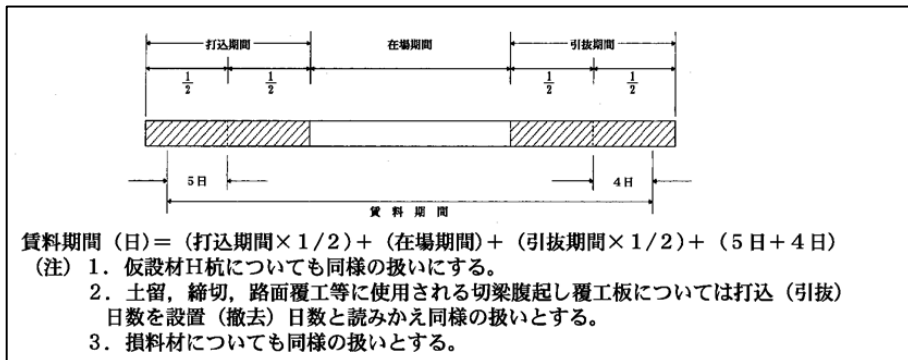 打込期間 在場期間 引抜期間
1/2 1/2 1/2 1/2
5日 4日
賃料期間
賃料期間（日）＝（打込期間×1/2）＋（在場期間）＋（引抜期間×1/2）＋（5日＋4日）
（注）1．仮設材H杭についても同様の扱いにする。
2．土留，締切，路面覆工等に使用される切梁腹起し覆工板については打込（引抜）
日数を設置（撤去）日数と読みかえ同様の扱いとする。
3．損料材についても同様の扱いとする。